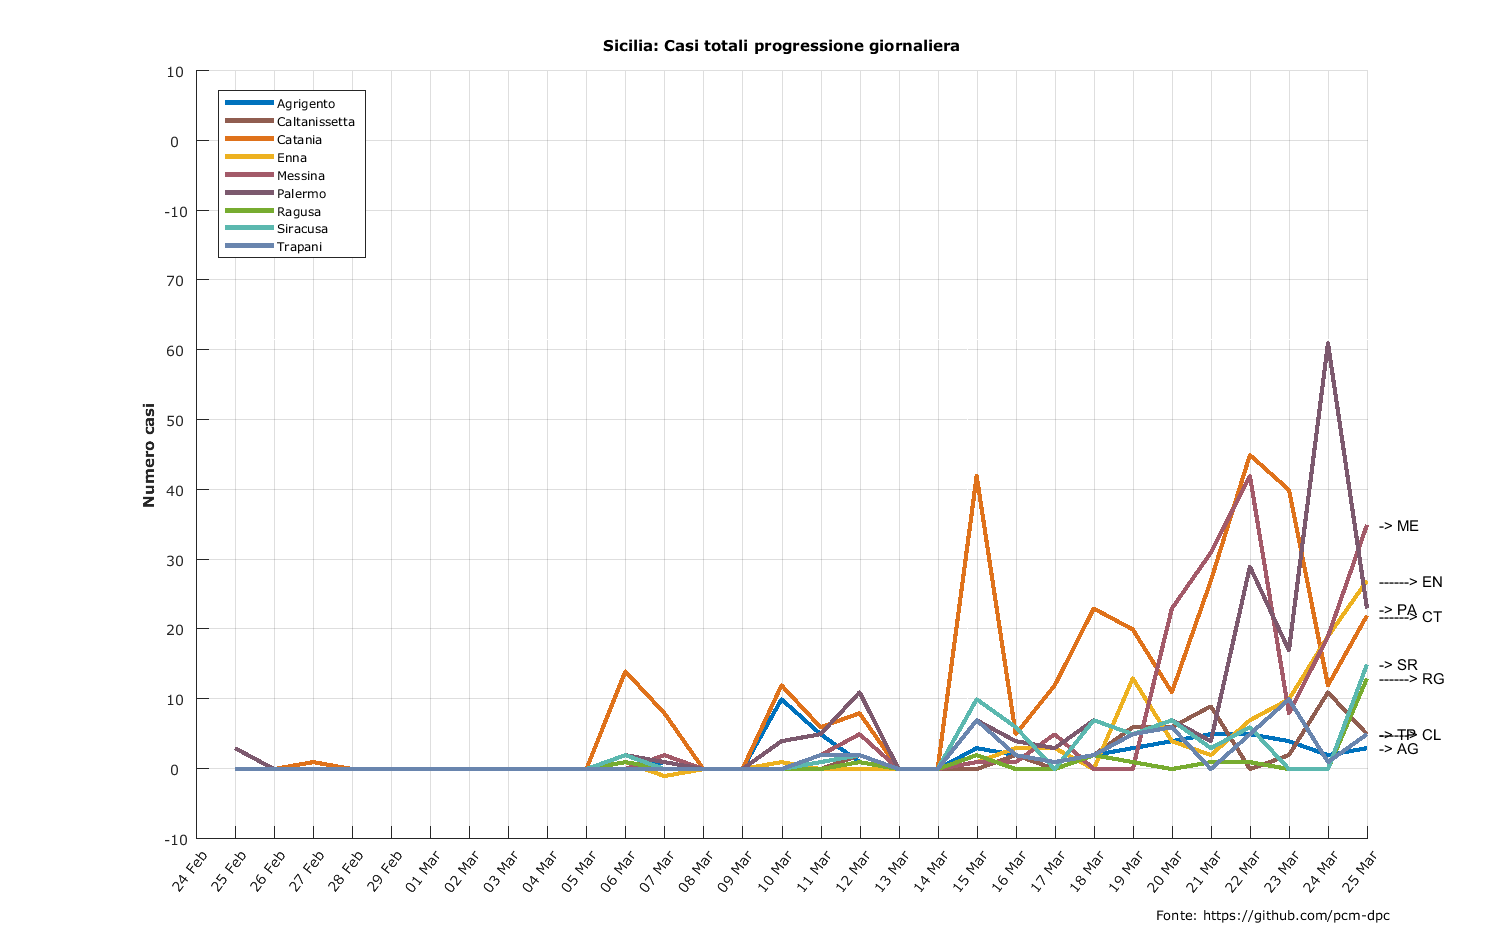 Sicilia: Casi totali progressione giornaliera
10
0
-10
70
60
50
40
30
20
10
0
-10
Numero casi
Agrigento
Caltanissetta
Catania
Enna
Messina
Palermo
Ragusa
Siracusa
Trapani
-> ME
------> EN
-> PA
------> CT
-> SR
------> RG
-> TP
------> CL
-> AG
24 Feb
25 Feb
26 Feb
27 Feb
28 Feb
29 Feb
01 Mar
02 Mar
03 Mar
04 Mar
05 Mar
06 Mar
07 Mar
08 Mar
09 Mar
10 Mar
11 Mar
12 Mar
13 Mar
14 Mar
15 Mar
16 Mar
17 Mar
18 Mar
19 Mar
20 Mar
21 Mar
22 Mar
23 Mar
24 Mar
25 Mar
Fonte: https://github.com/pcm-dpc